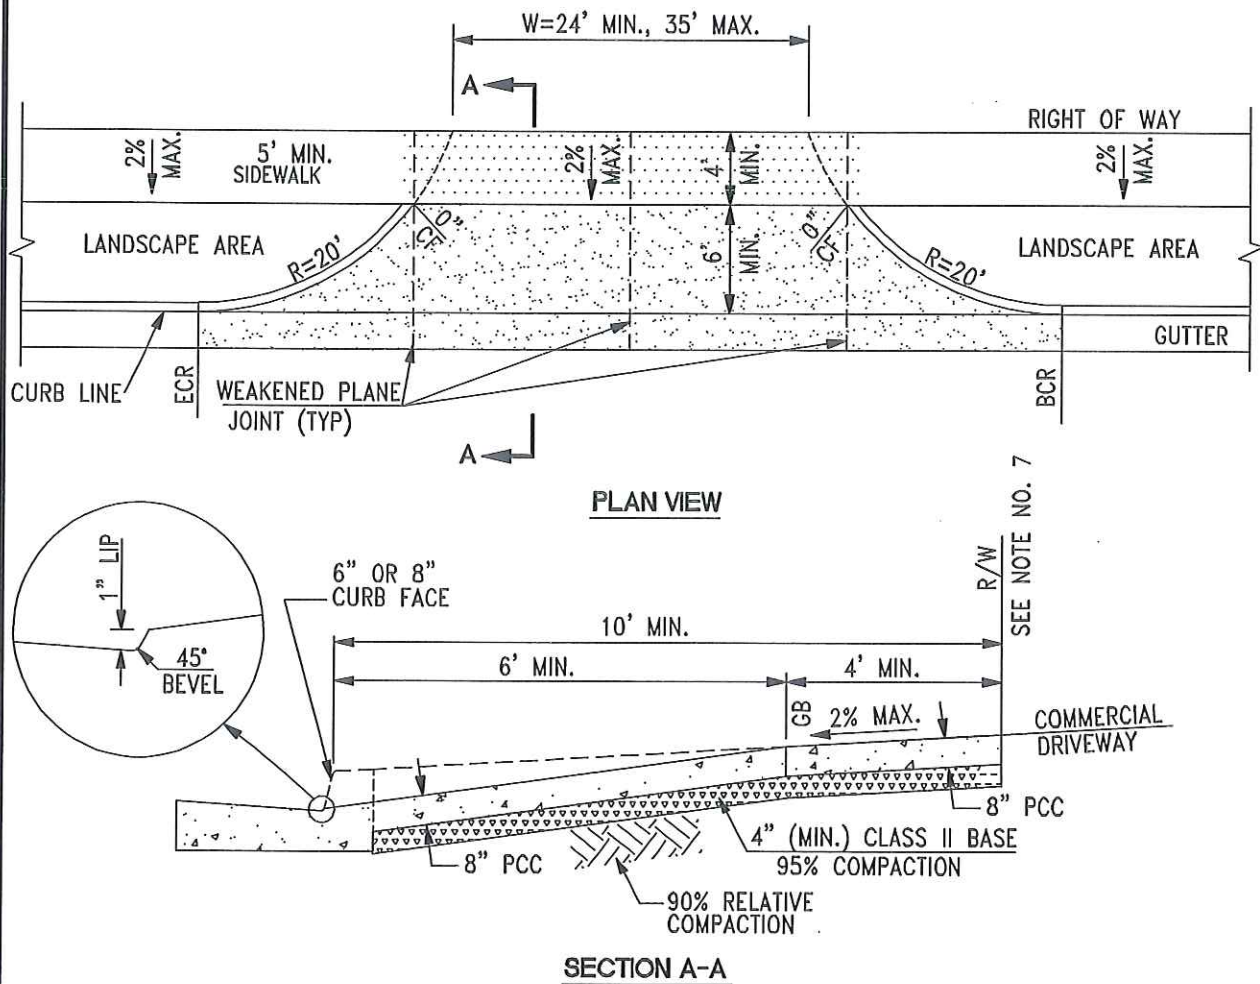 W=24' MIN., 35' MAX.
A
RIGHT OF WAY
2%
MAX.
5' MIN.
SIDEWALK
2%
MAX.
4'
MIN.
2%
MAX.
LANDSCAPE AREA
R=20'
0"
CF
6"
MIN.
0"
CF
R=20'
LANDSCAPE AREA
GUTTER
CURB LINE
ECR
WEAKENED PLANE
JOINT (TYP)
BCR
A
PLAN VIEW
1" LIP
45°
BEVEL
6" OR 8"
CURB FACE
R/W
SEE NOTE NO. 7
10' MIN.
6' MIN.
4' MIN.
GB
2% MAX.
COMMERCIAL
DRIVEWAY
8" PCC
8" PCC
4" (MIN.) CLASS II BASE
95% COMPACTION
90% RELATIVE
COMPACTION
SECTION A-A